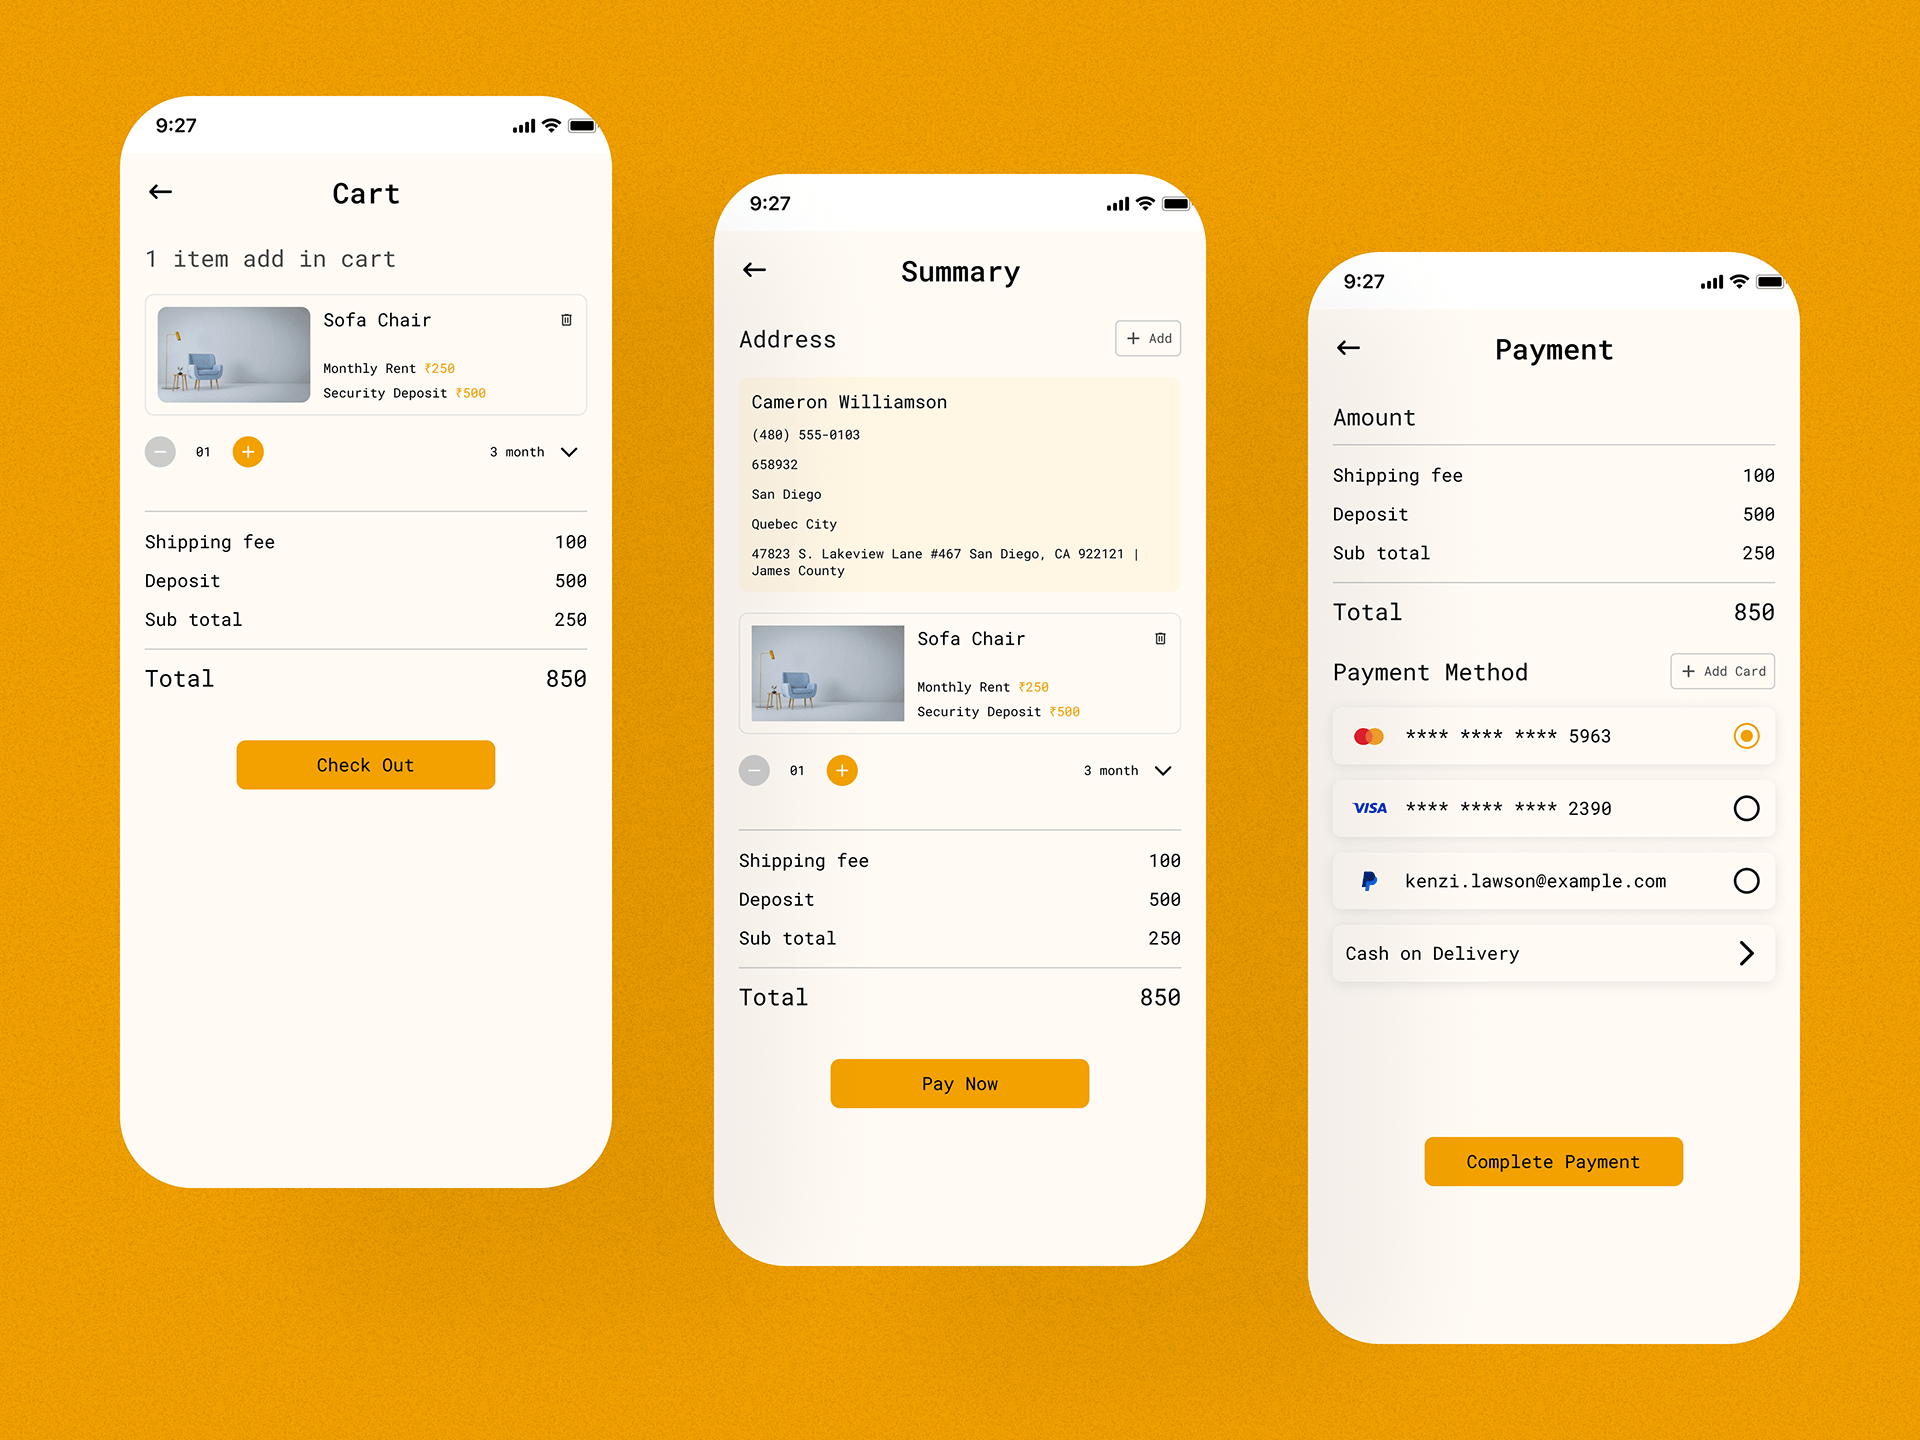 9:27
Cart
1 item add in cart
Sofa Chair
Monthly Rent ₹250
Security Deposit ₹500
01
3 month
Shipping fee 100
Deposit 500
Sub total 250
Total 850
Check Out
9:27
Summary
Address
+ Add
Cameron Williamson
(480) 555-0103
658932
San Diego
Quebec City
47823 S. Lakeview Lane #467 San Diego, CA 922121 |
James County
Sofa Chair
Monthly Rent ₹250
Security Deposit ₹500
01
3 month
Shipping fee 100
Deposit 500
Sub total 250
Total 850
Pay Now
9:27
Payment
Amount
Shipping fee 100
Deposit 500
Sub total 250
Total 850
Payment Method
+ Add Card
**** **** **** 5963
VISA **** **** **** 2390
kenzi.lawson@example.com
Cash on Delivery
Complete Payment